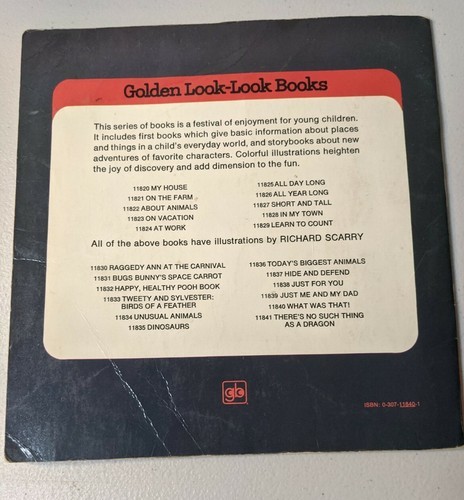 Golden Look-Look Books
This series of books is a festival of enjoyment for young children.
It includes first books which give basic information about places
and things in a child's everyday world, and storybooks about new
adventures of favorite characters. Colorful illustrations heighten
the joy of discovery and add dimension to the fun.
11820 MY HOUSE
11821 ON THE FARM
11822 ABOUT ANIMALS
11823 ON VACATION
11824 AT WORK
11825 ALL DAY LONG
11826 ALL YEAR LONG
11827 SHORT AND TALL
11828 IN MY TOWN
11829 LEARN TO COUNT
All of the above books have illustrations by RICHARD SCARRY
11830 RAGGEDY ANN AT THE CARNIVAL
11831 BUGS BUNNY'S SPACE CARROT
11832 HAPPY, HEALTHY POOH BOOK
11833 TWEETY AND SYLVESTER:
BIRDS OF A FEATHER
11834 UNUSUAL ANIMALS
11835 DINOSAURS
11836 TODAY'S BIGGEST ANIMALS
11837 HIDE AND DEFEND
11838 JUST FOR YOU
11839 JUST ME AND MY DAD
11840 WHAT WAS THAT!
11841 THERE'S NO SUCH THING
AS A DRAGON
ISBN: 0-307-11840-1